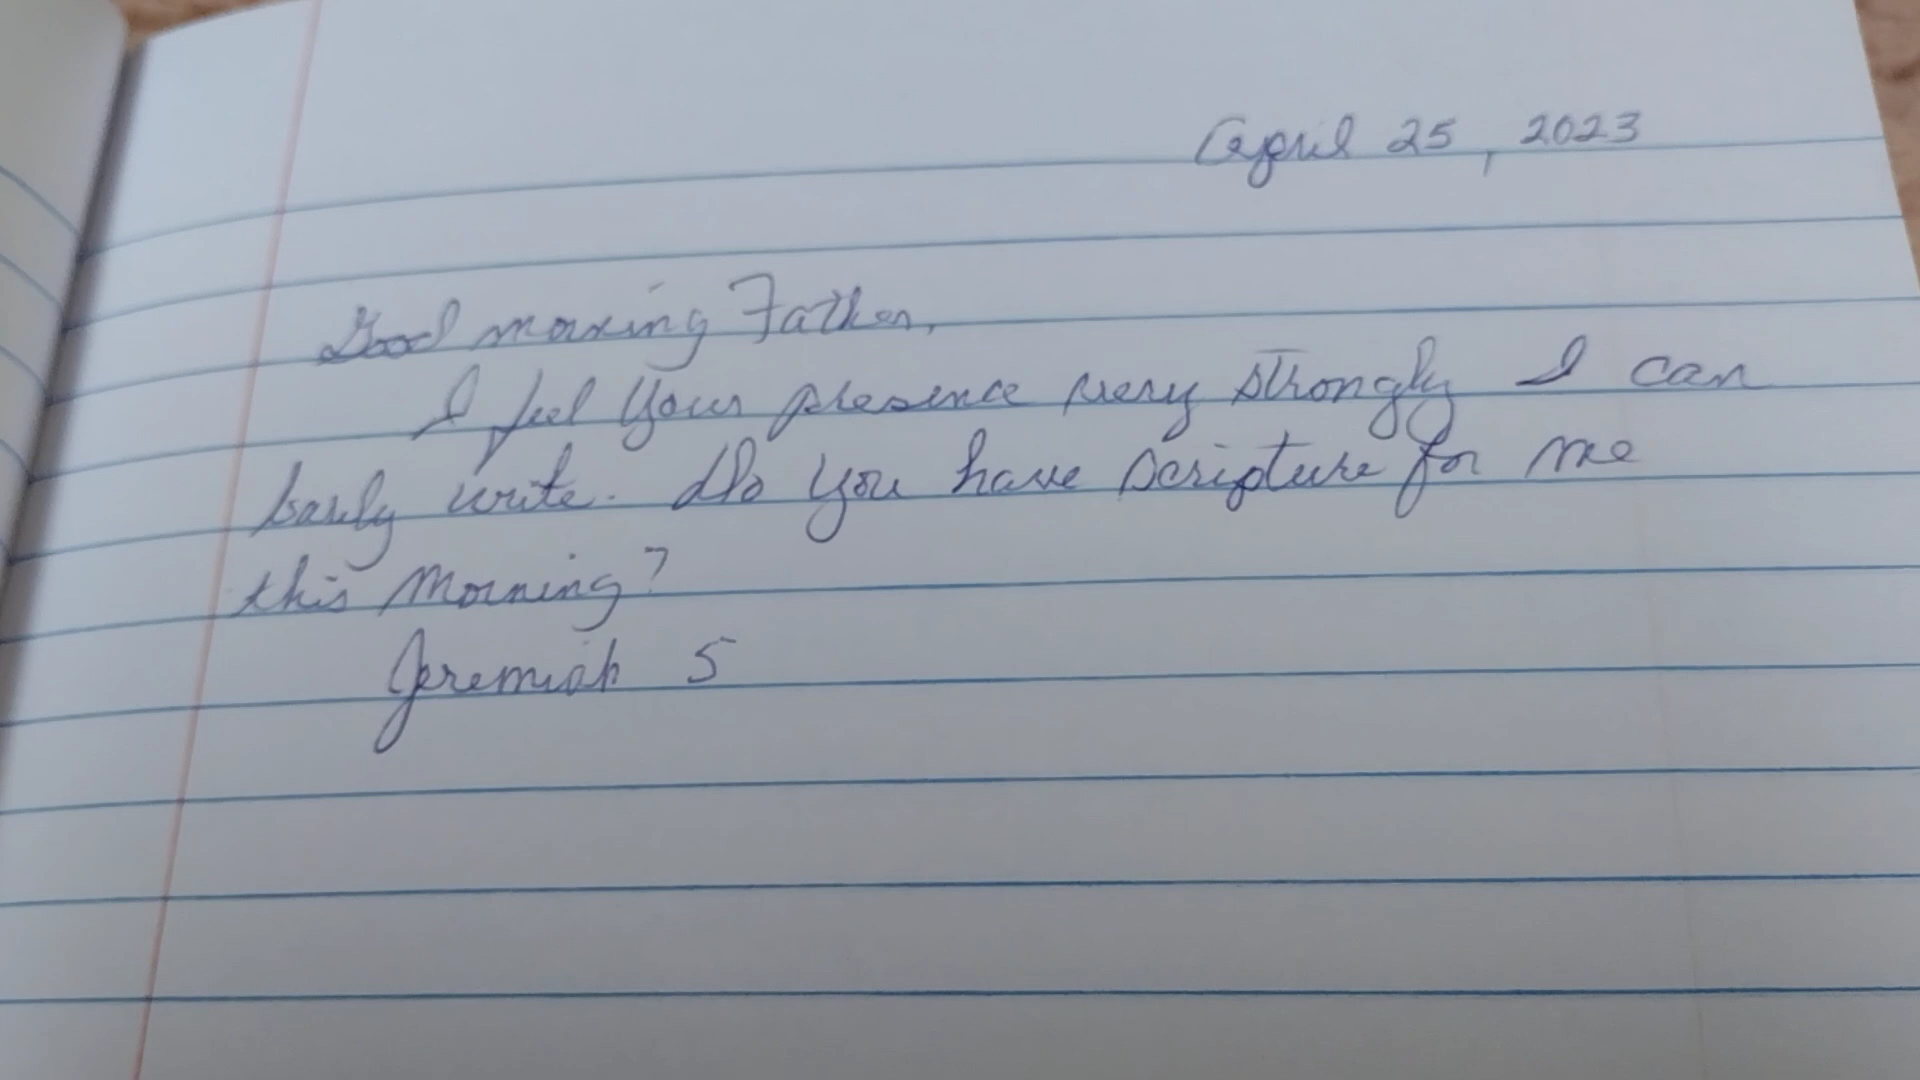 April 25, 2023
Good morning Father,
I feel Your presence very strongly I can
barely write. Do You have Scripture for me
this Morning?
Jeremiah 5